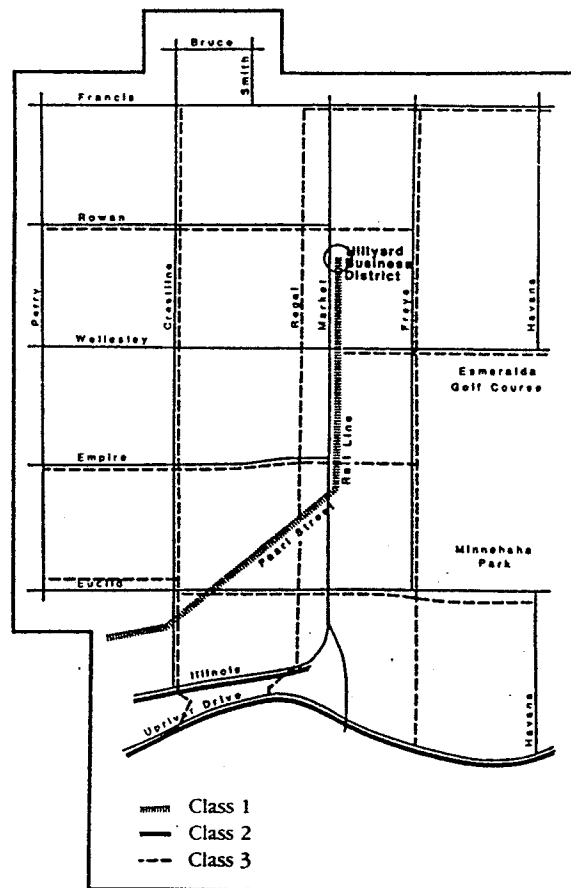 Bruce
Smith
Francis
Rowan
Hillyard
Business
District
Perry
Crestline
Regal
Market
Freya
Havana
Wellesley
Esmeralda
Golf Course
Empire
Rail Line
Pearl Street
Minnehaha
Park
Euclid
Illinois
Upriver Drive
Havana
Class 1
Class 2
Class 3